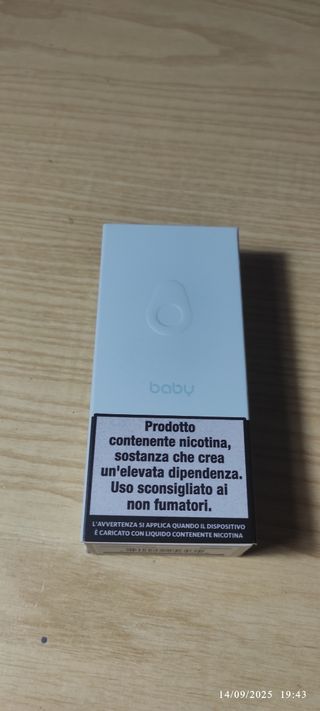 baby
Prodotto
contenente nicotina,
sostanza che crea
un'elevata dipendenza.
Uso sconsigliato ai
non fumatori.
L'AVVERTENZA SI APPLICA QUANDO IL DISPOSITIVO
È CARICATO CON LIQUIDO CONTENENTE NICOTINA
14/09/2025 19:43